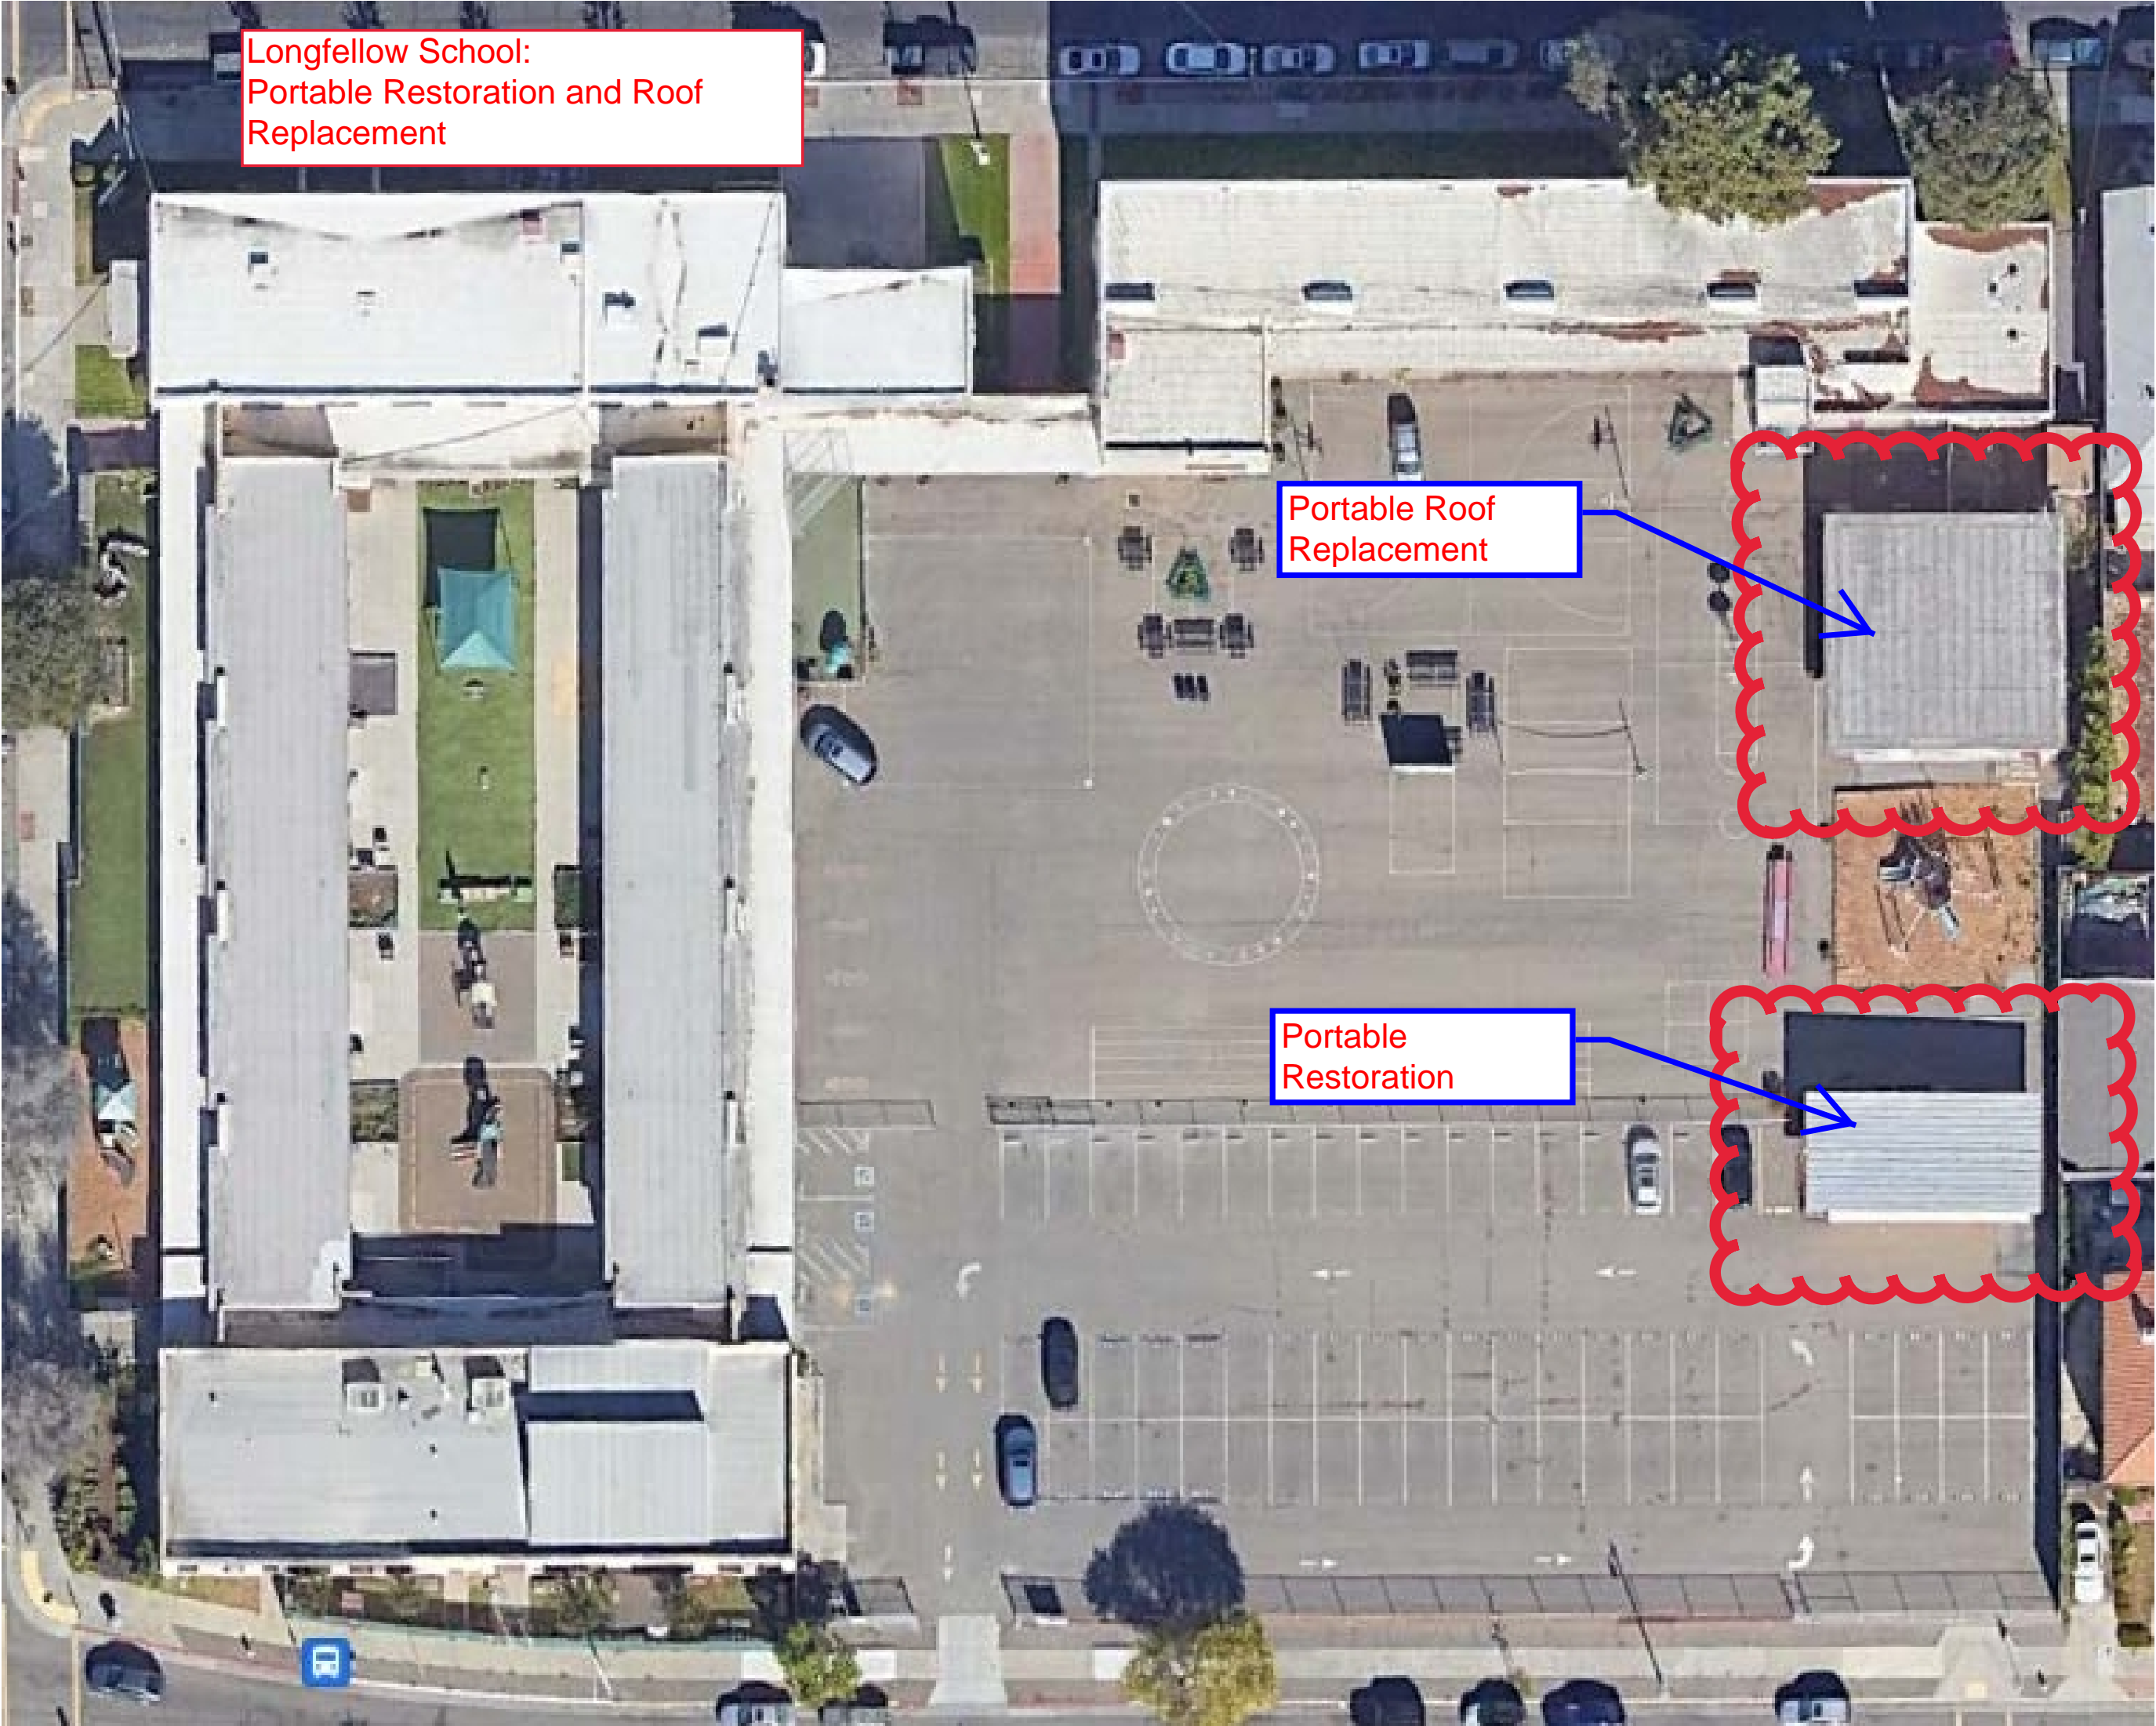 Longfellow School:
Portable Restoration and Roof
Replacement
Portable Roof
Replacement
Portable
Restoration